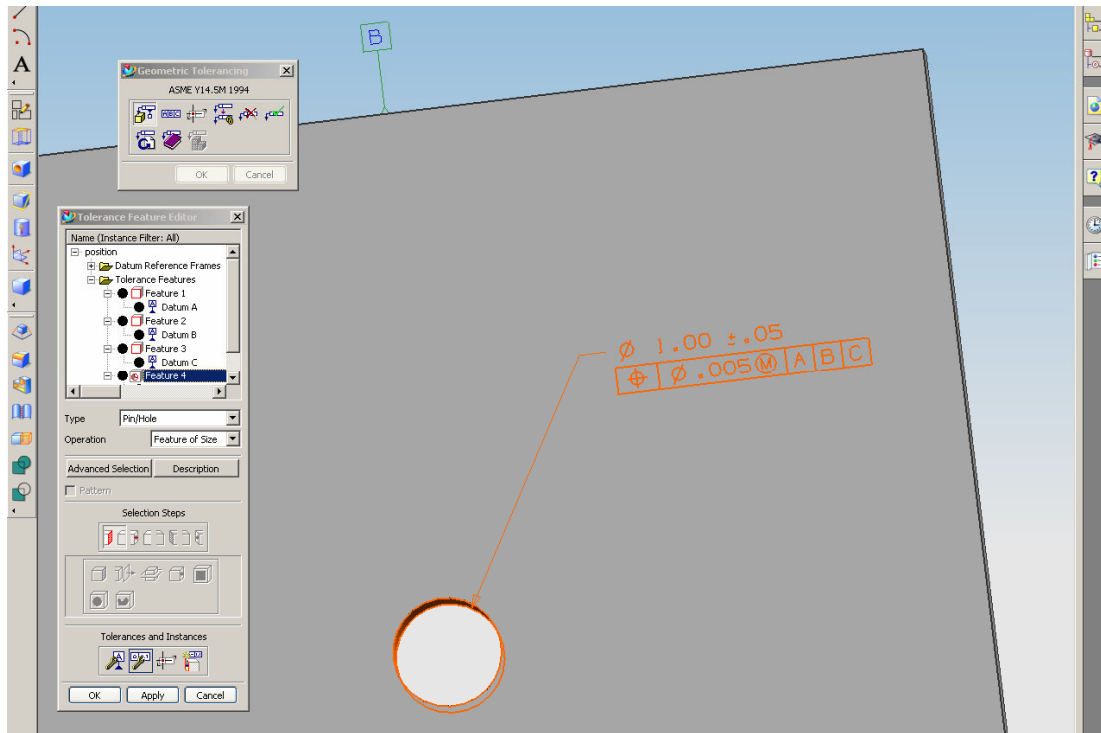 A
B
Geometric Tolerancing
ASME Y14.5M 1994
ABC
OK Cancel
Tolerance Feature Editor
Name (Instance Filter: All)
position
Datum Reference Frames
Tolerance Features
Feature 1
Datum A
Feature 2
Datum B
Feature 3
Datum C
Feature 4
Type Pin/Hole
Operation Feature of Size
Advanced Selection Description
Pattern
Selection Steps
Tolerances and Instances
OK Apply Cancel
Ø 1.00 ±.05
⌖ Ø .005Ⓜ A B C